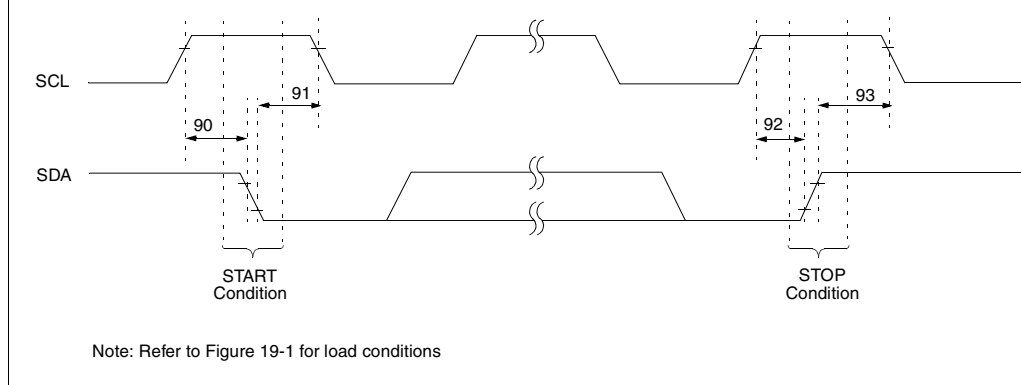 SCL
91
93
90
92
SDA
START
Condition
STOP
Condition
Note: Refer to Figure 19-1 for load conditions